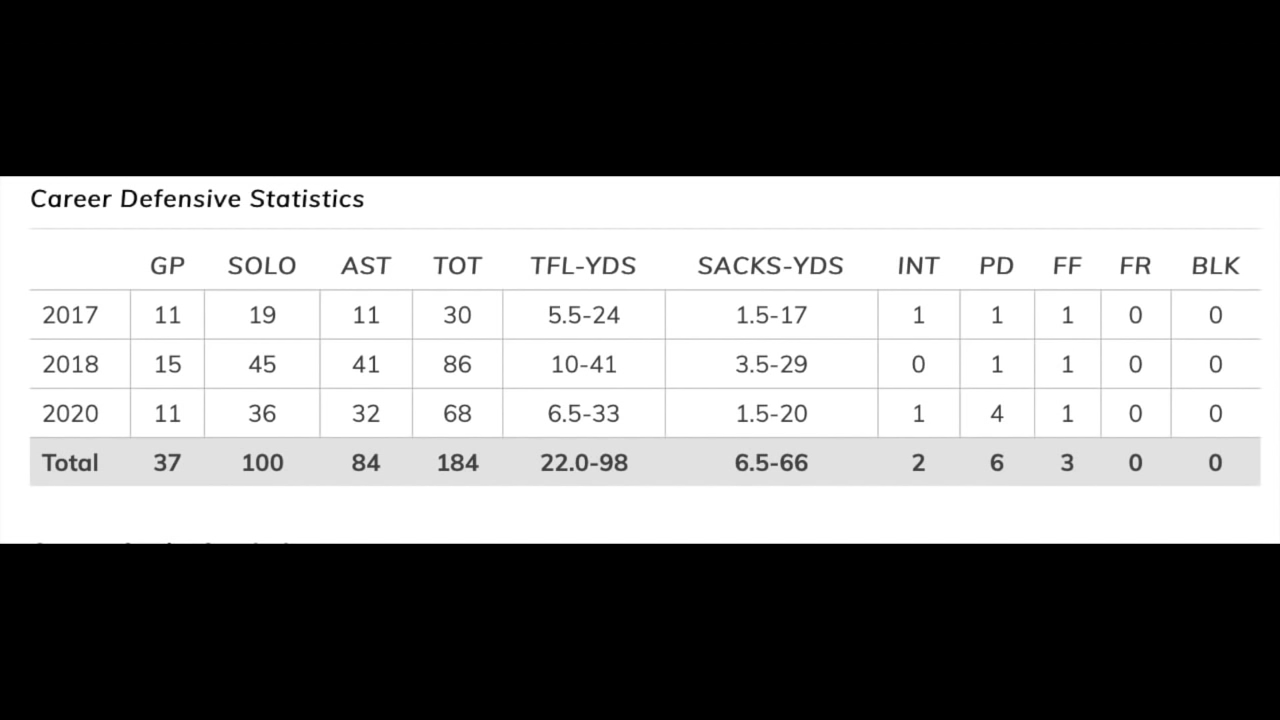 Career Defensive Statistics
GP SOLO AST TOT TFL-YDS SACKS-YDS INT PD FF FR BLK
2017 11 19 11 30 5.5-24 1.5-17 1 1 1 0 0
2018 15 45 41 86 10-41 3.5-29 0 1 1 0 0
2020 11 36 32 68 6.5-33 1.5-20 1 4 1 0 0
Total 37 100 84 184 22.0-98 6.5-66 2 6 3 0 0